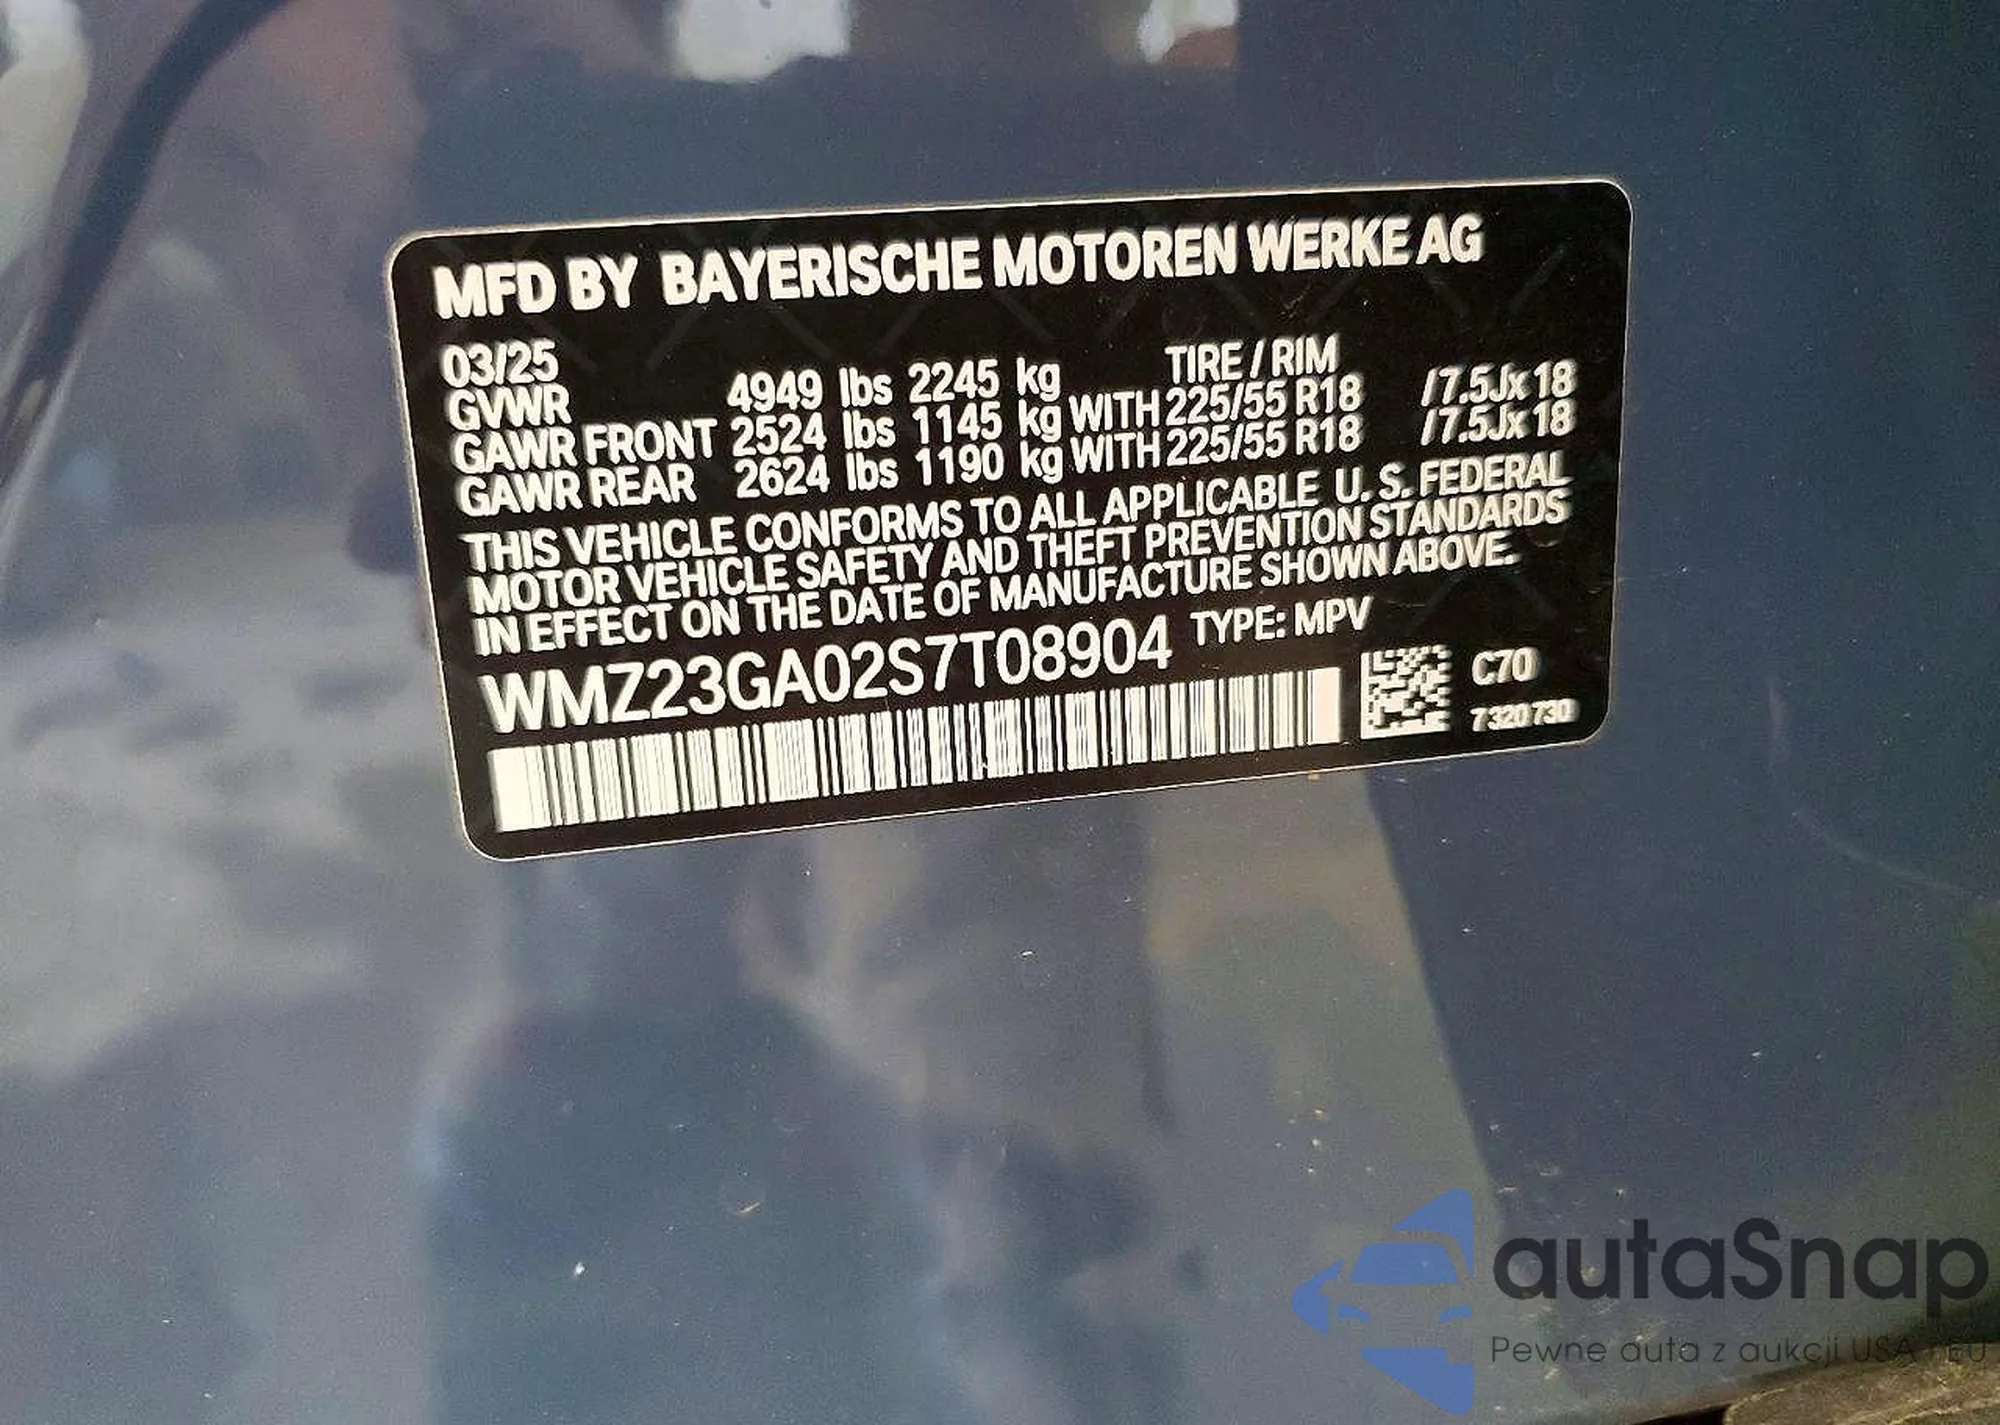 MFD BY BAYERISCHE MOTOREN WERKE AG
03/25 TIRE / RIM
GVWR 4949 lbs 2245 kg
GAWR FRONT 2524 lbs 1145 kg WITH 225/55 R18 /7.5Jx18
GAWR REAR 2624 lbs 1190 kg WITH 225/55 R18 /7.5Jx18
THIS VEHICLE CONFORMS TO ALL APPLICABLE U. S. FEDERAL
MOTOR VEHICLE SAFETY AND THEFT PREVENTION STANDARDS
IN EFFECT ON THE DATE OF MANUFACTURE SHOWN ABOVE.
WMZ23GA02S7T08904 TYPE: MPV
C70
7320730
autaSnap
Pewne auta z aukcji USA i EU